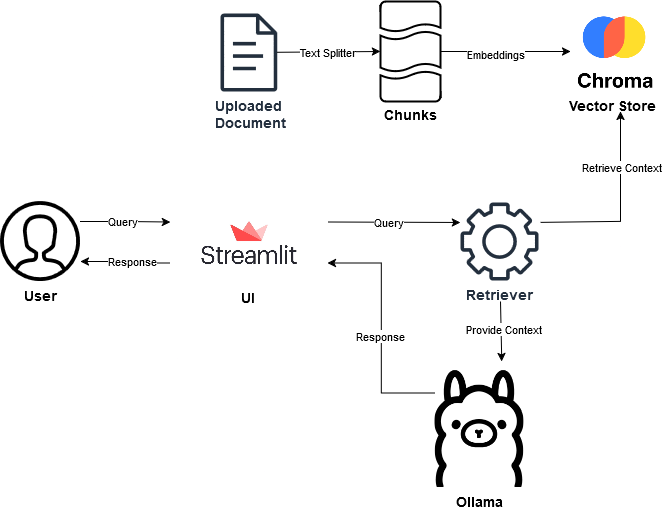 Text Splitter
Embeddings
Uploaded
Document
Chunks
Chroma
Vector Store
Retrieve Context
Query
Query
Streamlit
Response
User
UI
Retriever
Provide Context
Response
Ollama